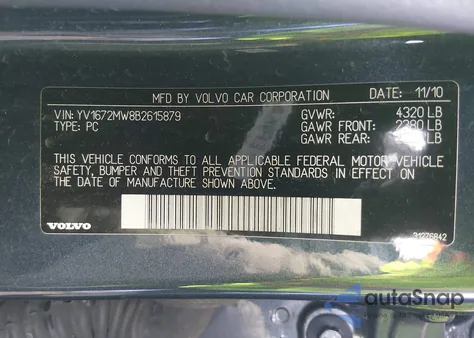 MFD BY VOLVO CAR CORPORATION DATE: 11/10
VIN: YV1672MW8B2615879 GVWR: 4320 LB
TYPE: PC GAWR FRONT: LB
GAWR REAR: LB
THIS VEHICLE CONFORMS TO ALL APPLICABLE FEDERAL MOTOR VEHICLE
SAFETY, BUMPER AND THEFT PREVENTION STANDARDS IN EFFECT ON THE
DATE OF MANUFACTURE SHOWN ABOVE.
VOLVO
autoSnap